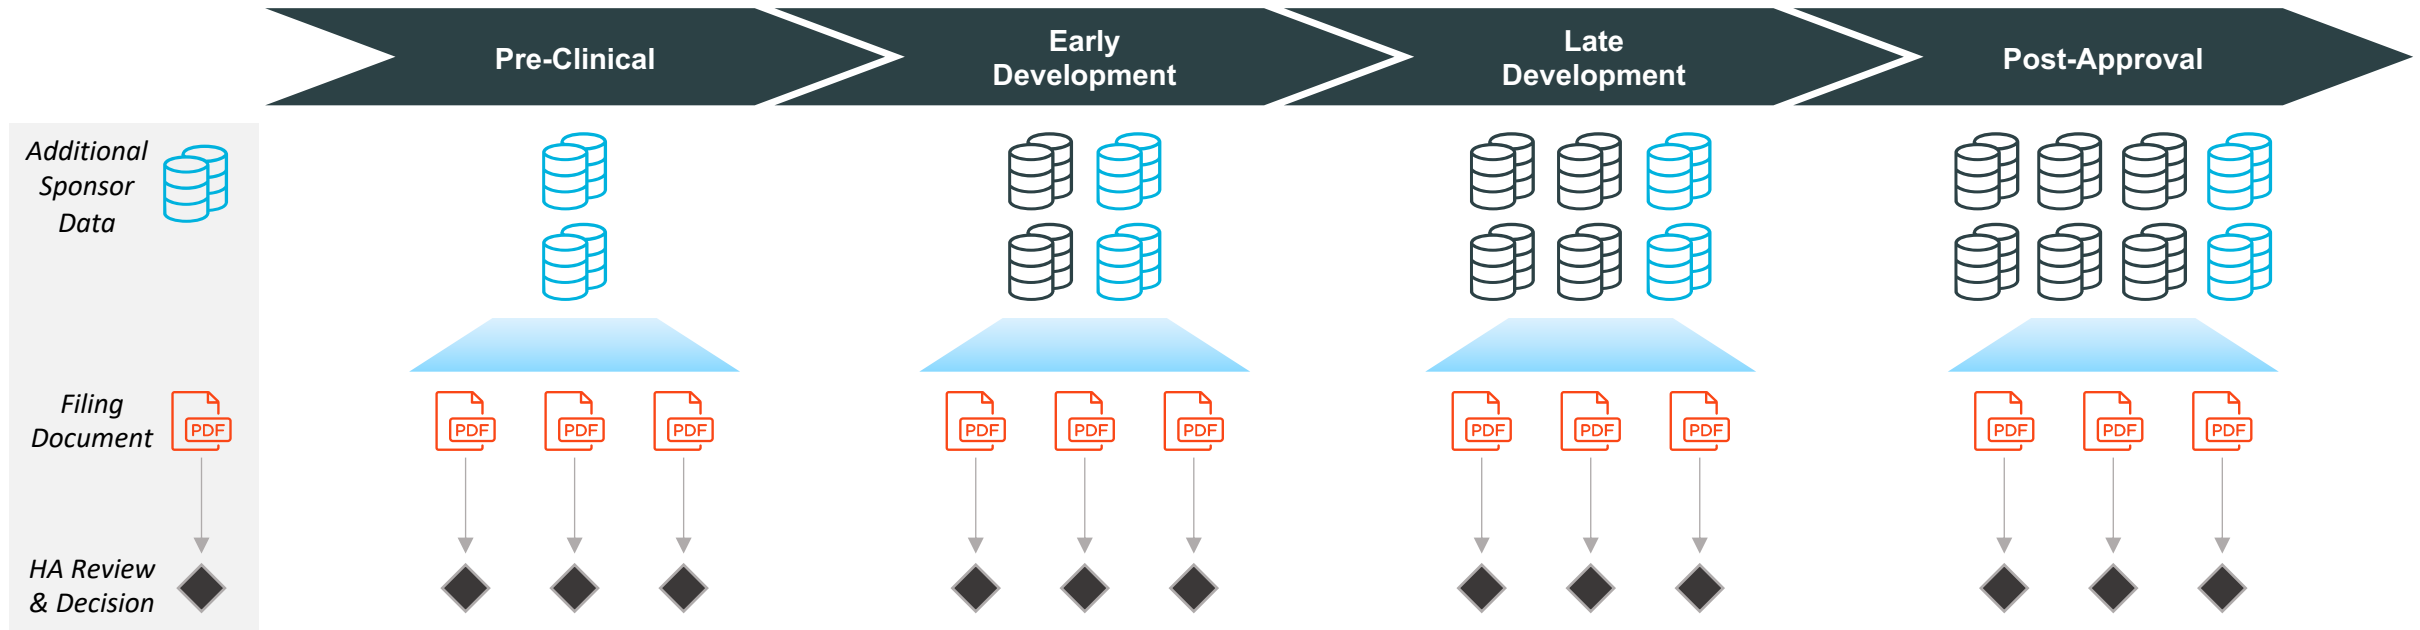 Pre-Clinical
Early
Development
Late
Development
Post-Approval
Additional
Sponsor
Data
Filing
Document
PDF
PDF
PDF
PDF
PDF
PDF
PDF
PDF
PDF
PDF
PDF
PDF
PDF
HA Review
& Decision